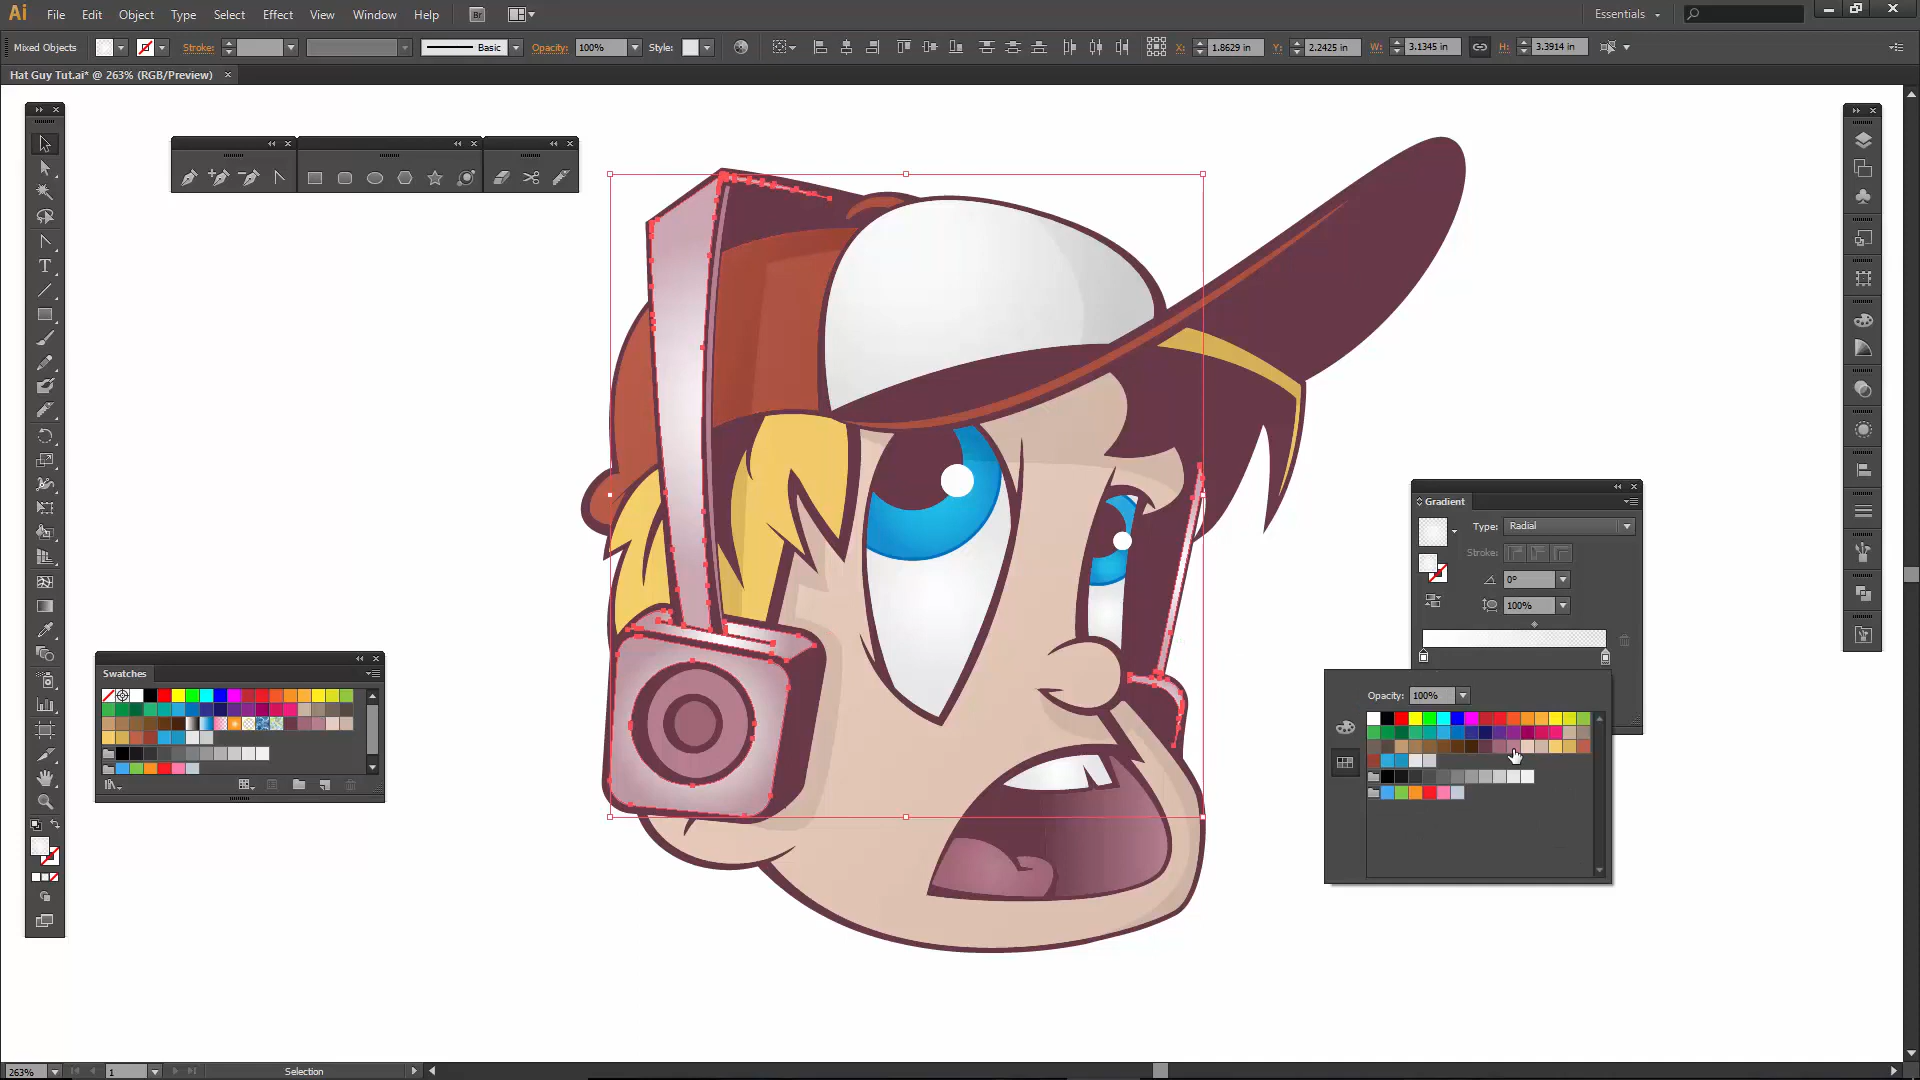 Ai File Edit Object Type Select Effect View Window Help Br Essentials
Mixed Objects Stroke: Basic Opacity: 100% Style: X: 1.8629 in Y: 2.2425 in W: 3.1345 in H: 3.3914 in
Hat Guy Tut.ai* @ 263% (RGB/Preview)
Gradient
Type: Radial
Stroke:
0°
100%
Swatches
Opacity: 100%
263% 1 Selection